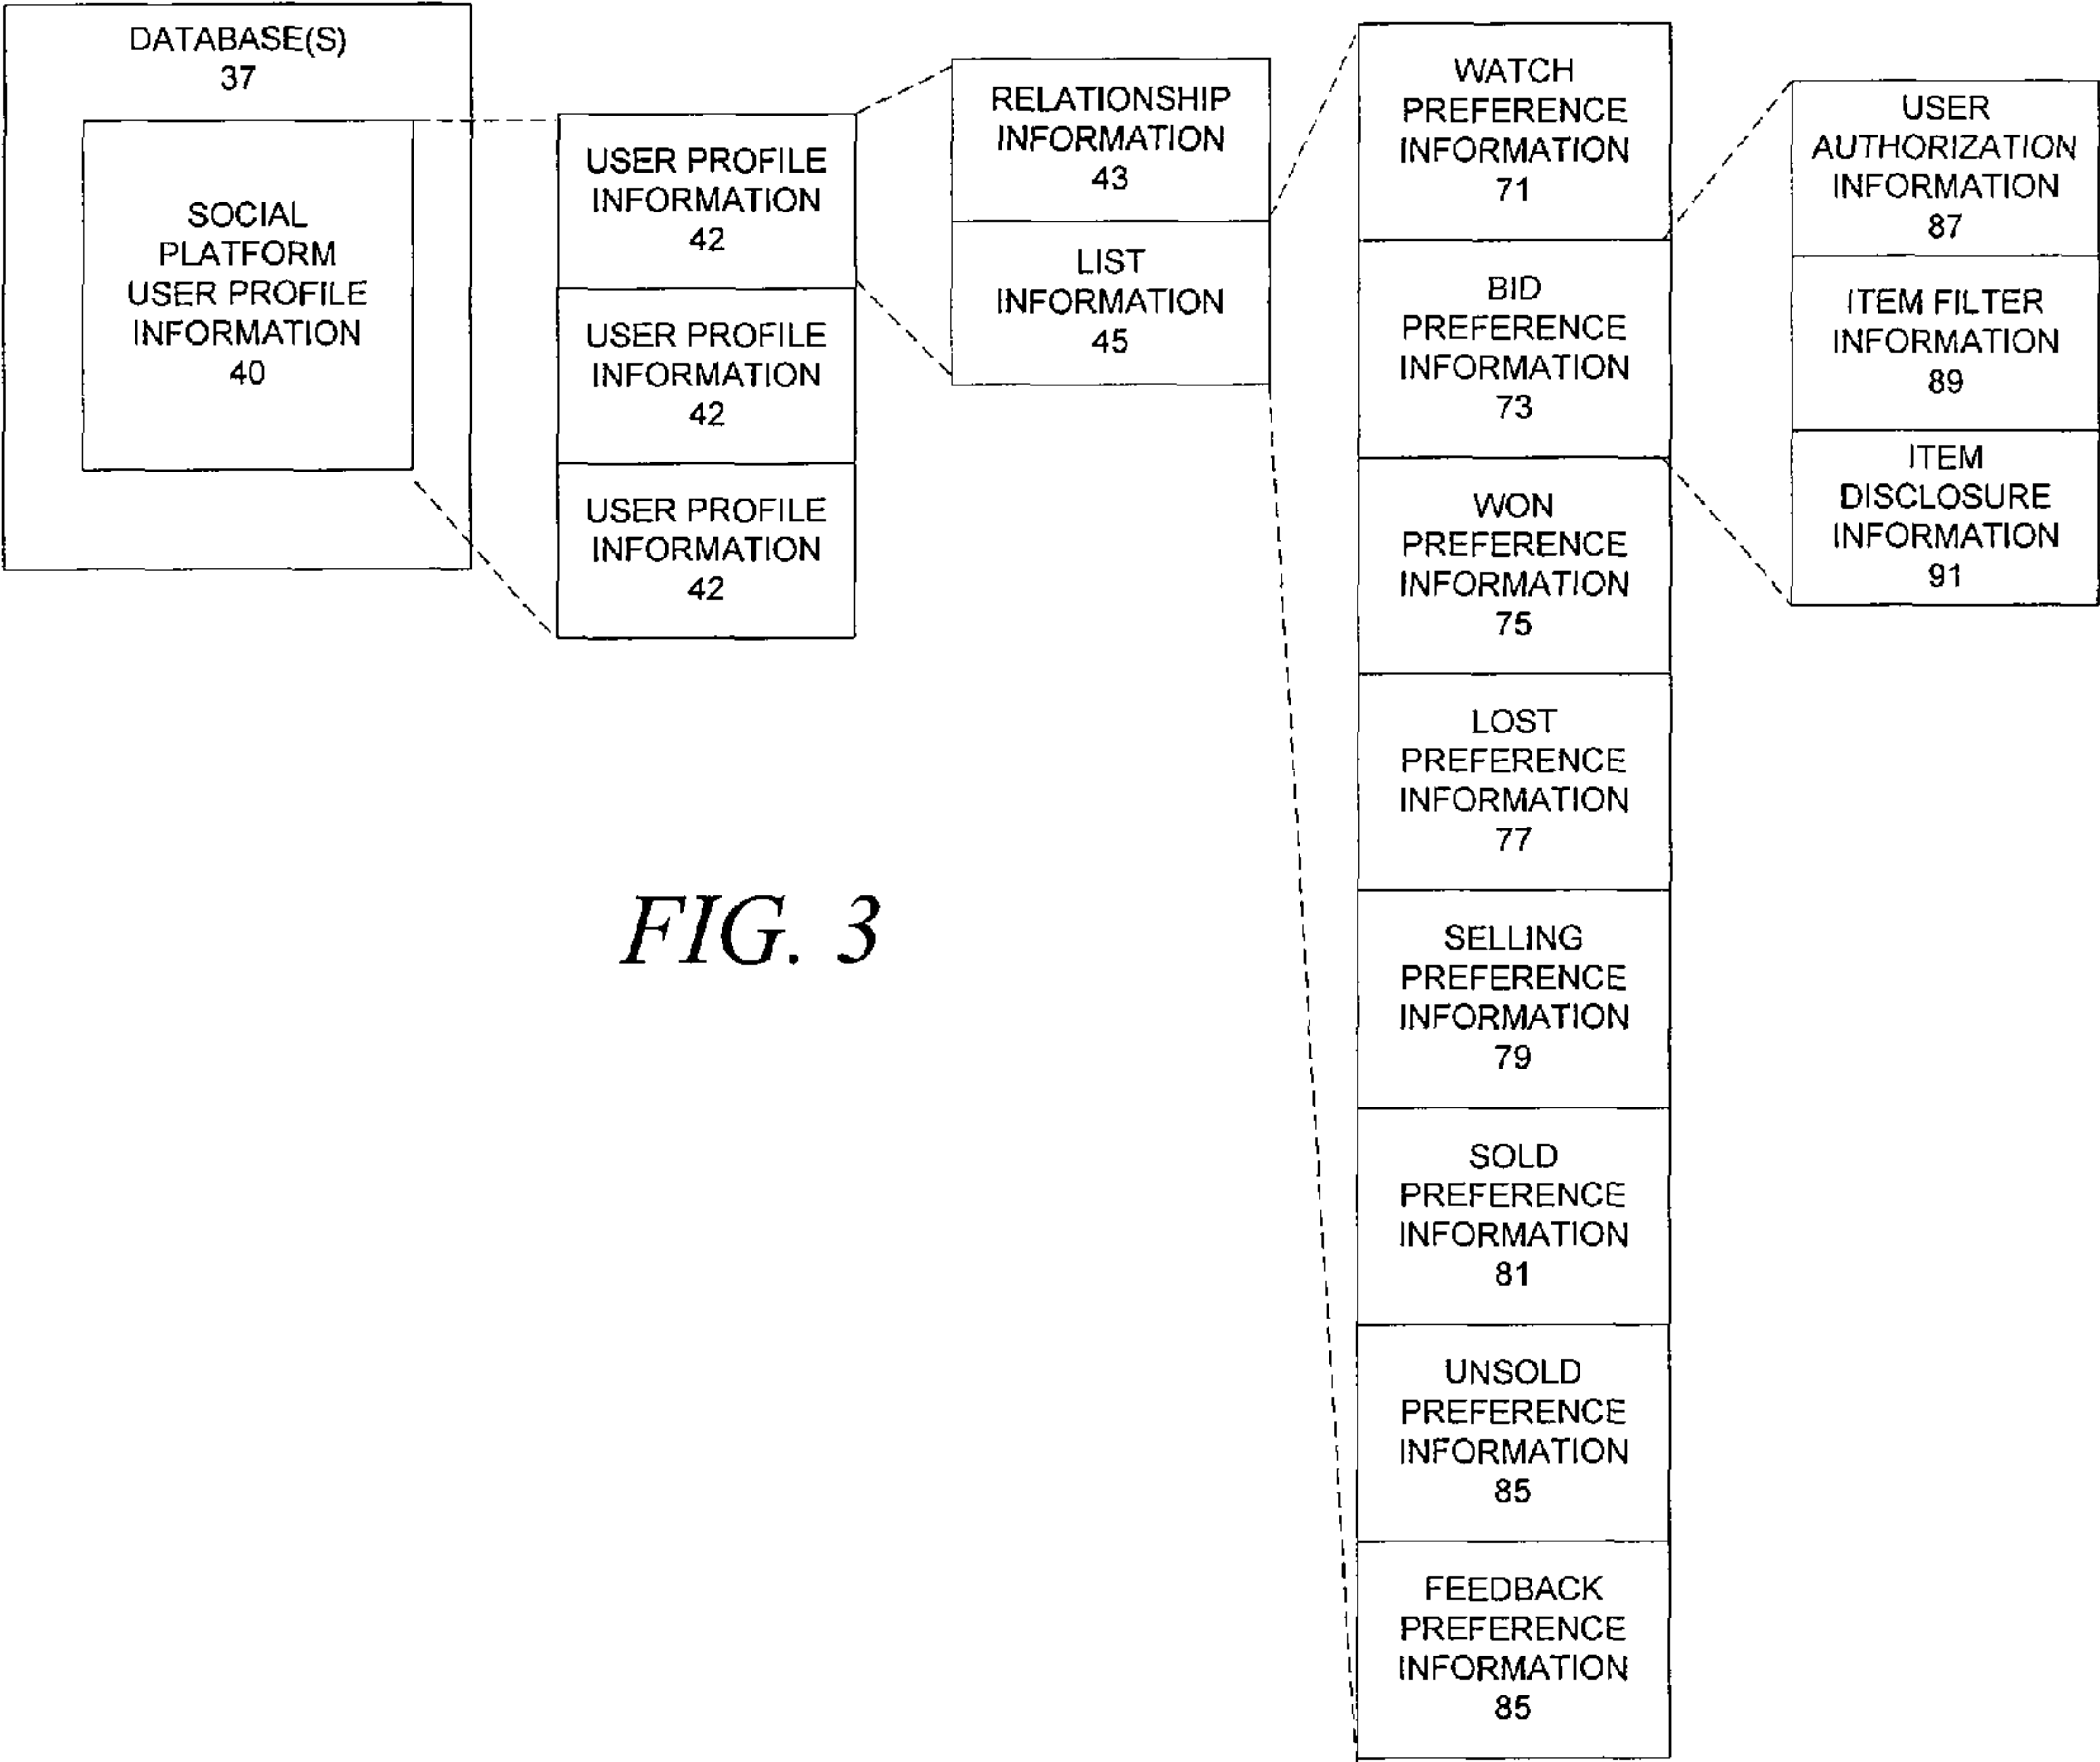 DATABASE(S)
37
SOCIAL
PLATFORM
USER PROFILE
INFORMATION
40
USER PROFILE
INFORMATION
42
USER PROFILE
INFORMATION
42
USER PROFILE
INFORMATION
42
RELATIONSHIP
INFORMATION
43
LIST
INFORMATION
45
WATCH
PREFERENCE
INFORMATION
71
BID
PREFERENCE
INFORMATION
73
WON
PREFERENCE
INFORMATION
75
LOST
PREFERENCE
INFORMATION
77
SELLING
PREFERENCE
INFORMATION
79
SOLD
PREFERENCE
INFORMATION
81
UNSOLD
PREFERENCE
INFORMATION
85
FEEDBACK
PREFERENCE
INFORMATION
85
USER
AUTHORIZATION
INFORMATION
87
ITEM FILTER
INFORMATION
89
ITEM
DISCLOSURE
INFORMATION
91
FIG. 3